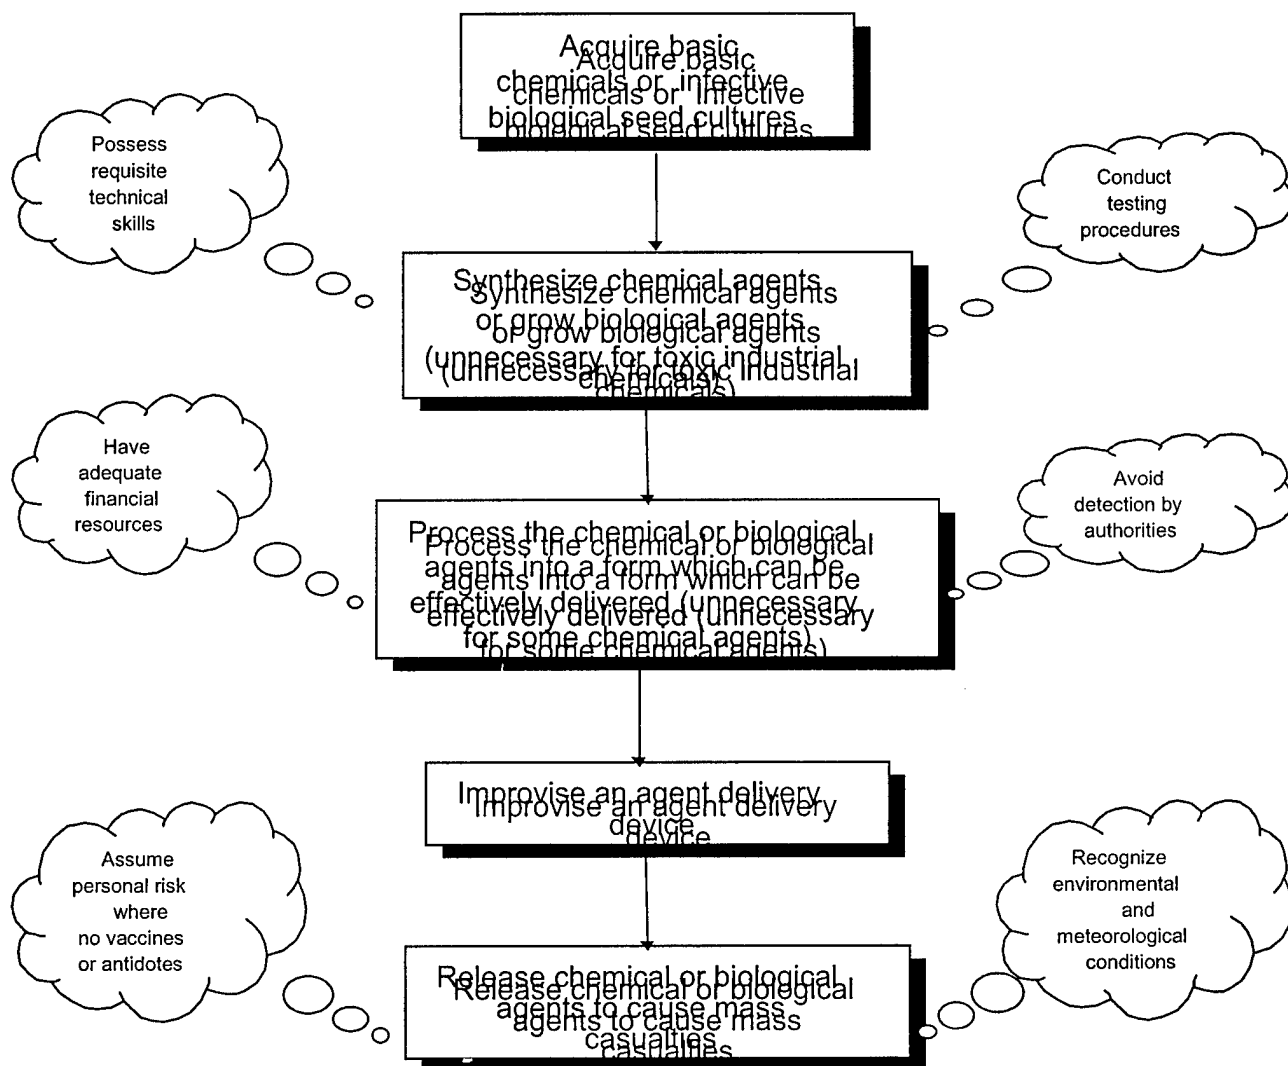 Acquire basic
chemicals or infective
biological seed cultures
Possess
requisite
technical
skills
Conduct
testing
procedures
Synthesize chemical agents
or grow biological agents
(unnecessary for toxic industrial
chemicals)
Have
adequate
financial
resources
Avoid
detection by
authorities
Process the chemical or biological
agents into a form which can be
effectively delivered (unnecessary
for some chemical agents)
Improvise an agent delivery
device
Assume
personal risk
where
no vaccines
or antidotes
Recognize
environmental
and
meteorological
conditions
Release chemical or biological
agents to cause mass
casualties